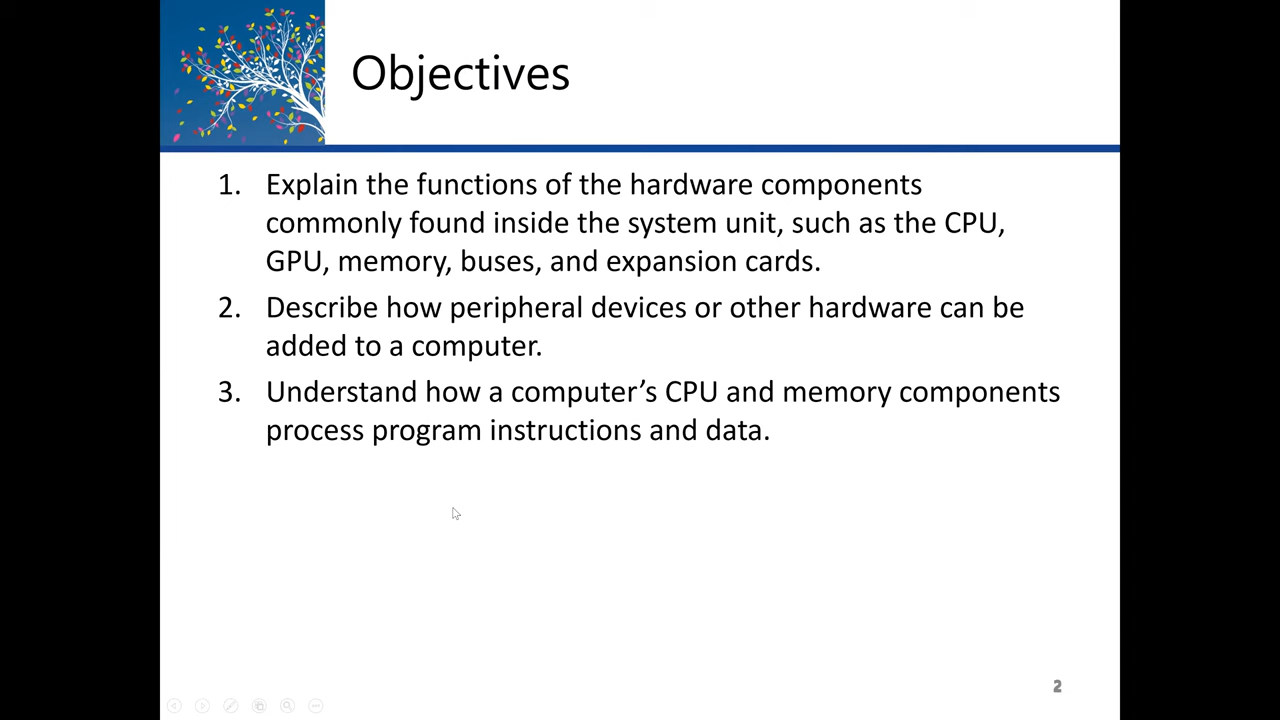 Objectives
1. Explain the functions of the hardware components
commonly found inside the system unit, such as the CPU,
GPU, memory, buses, and expansion cards.
2. Describe how peripheral devices or other hardware can be
added to a computer.
3. Understand how a computer’s CPU and memory components
process program instructions and data.
2